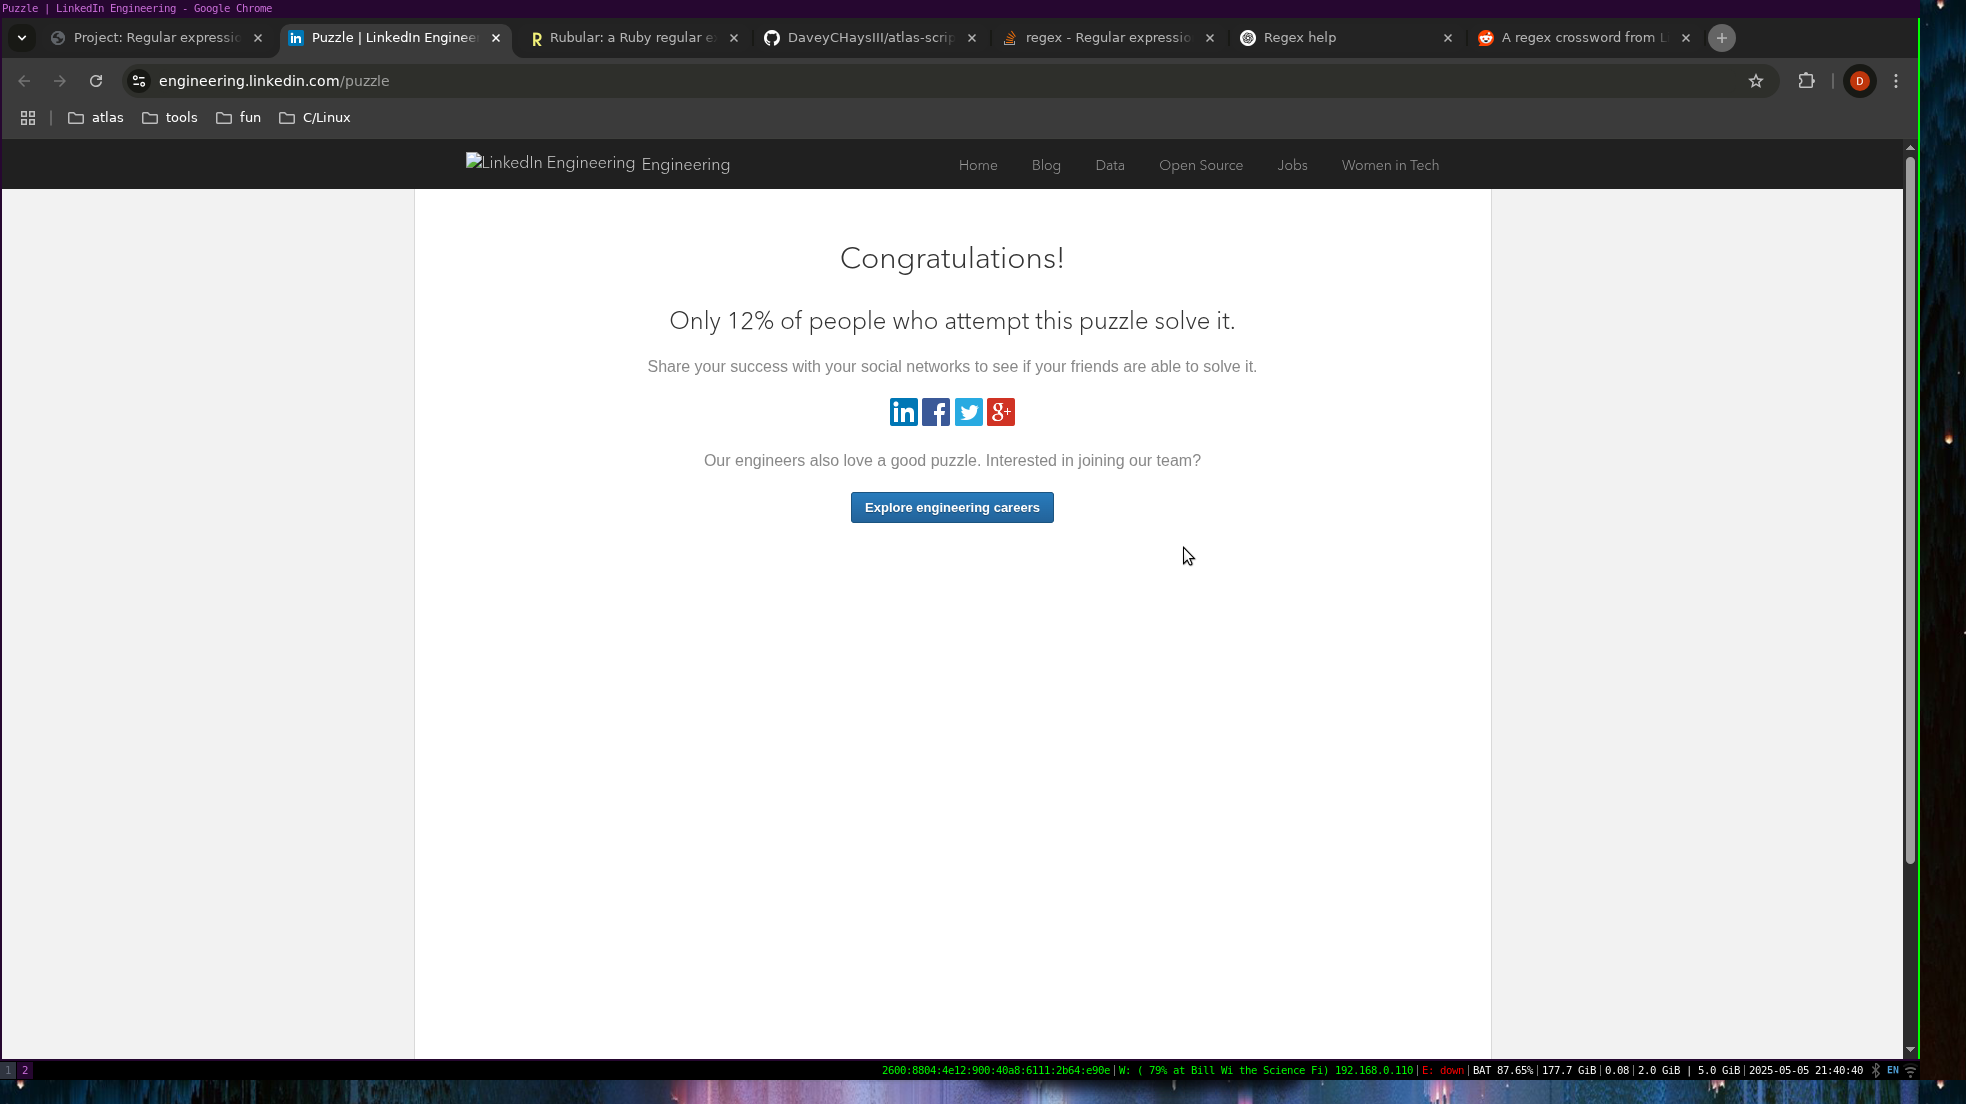 Puzzle | LinkedIn Engineering - Google Chrome
Project: Regular expressio
Puzzle | LinkedIn Enginee
Rubular: a Ruby regular e
DaveyCHaysIII/atlas-scrip
regex - Regular expressio
Regex help
A regex crossword from L
engineering.linkedin.com/puzzle
D
atlas
tools
fun
C/Linux
LinkedIn Engineering Engineering
Home
Blog
Data
Open Source
Jobs
Women in Tech
Congratulations!
Only 12% of people who attempt this puzzle solve it.
Share your success with your social networks to see if your friends are able to solve it.
Our engineers also love a good puzzle. Interested in joining our team?
Explore engineering careers
1 2
2600:8804:4e12:900:40a8:6111:2b64:e90e|W: ( 79% at Bill Wi the Science Fi) 192.168.0.110|E: down|BAT 87.65%|177.7 GiB|0.08|2.0 GiB | 5.0 GiB|2025-05-05 21:40:40 EN